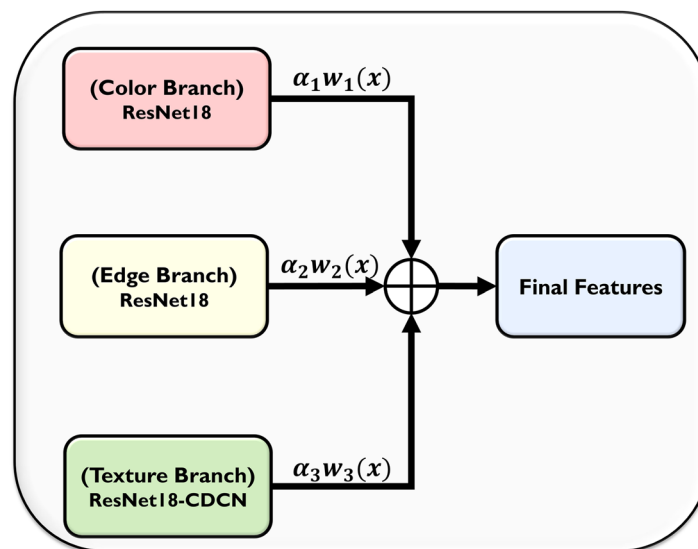 (Color Branch)
ResNet18
α₁w₁(x)
(Edge Branch)
ResNet18
α₂w₂(x)
Final Features
(Texture Branch)
ResNet18-CDCN
α₃w₃(x)